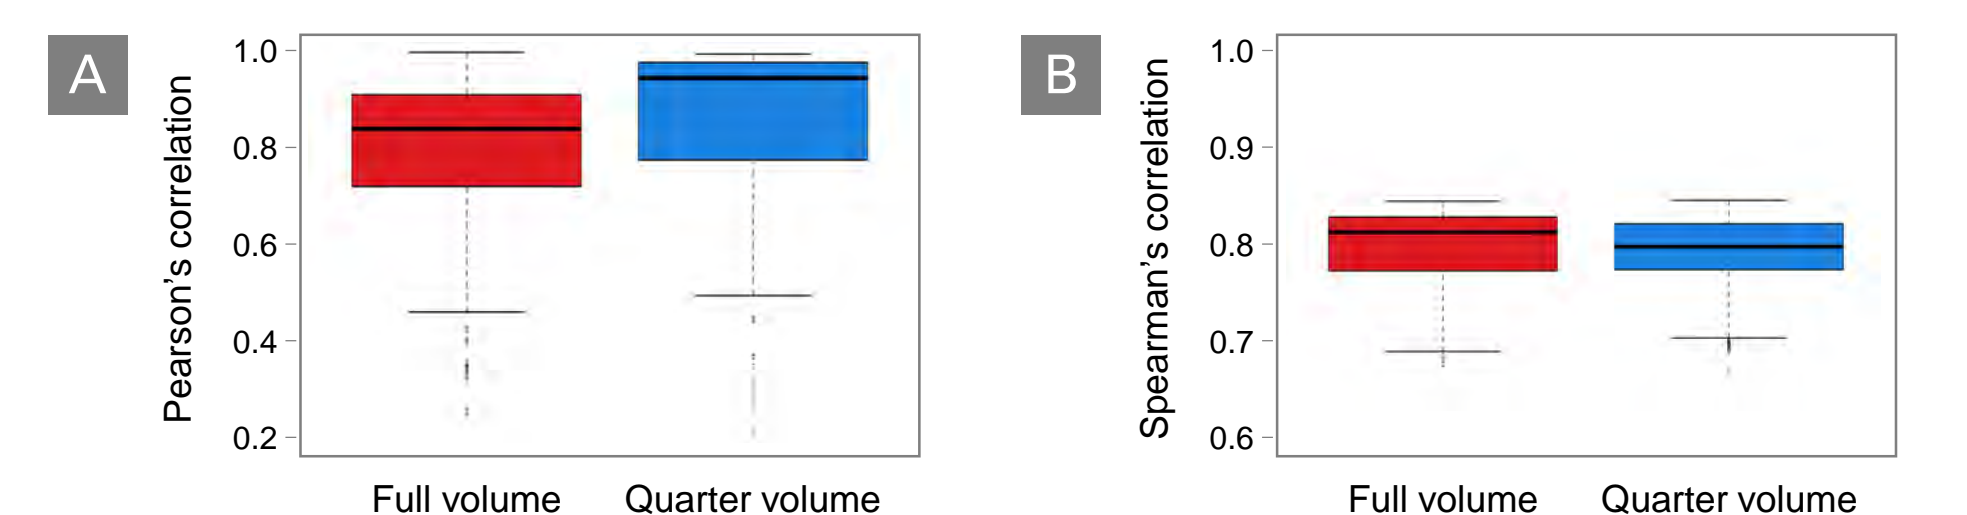 A
Pearson's correlation
1.0
0.8
0.6
0.4
0.2
Full volume
Quarter volume
B
Spearman's correlation
1.0
0.9
0.8
0.7
0.6
Full volume
Quarter volume